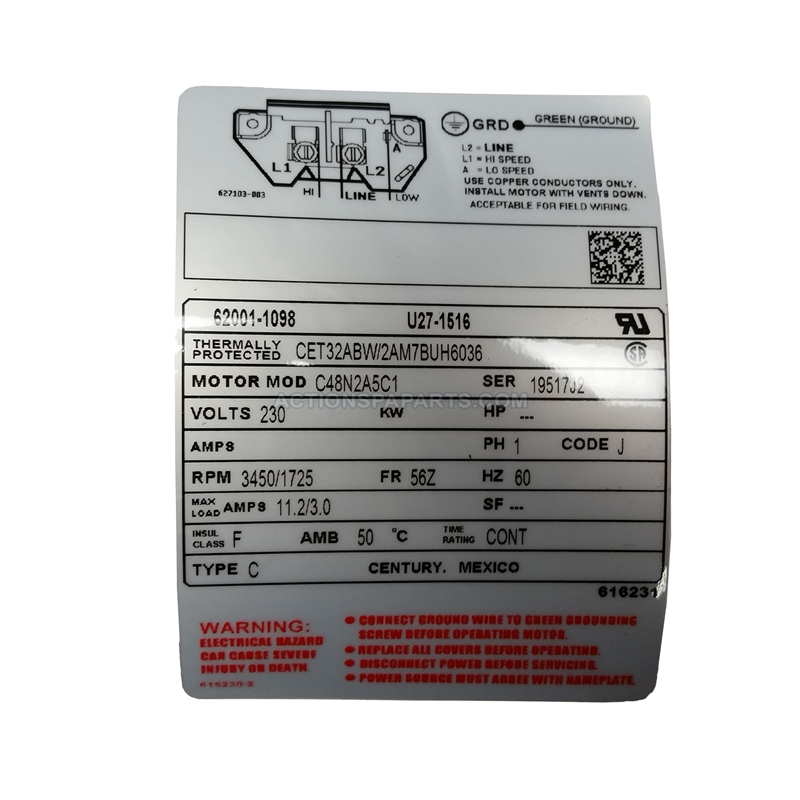 GRD GREEN (GROUND)
L2 = LINE
L1 = HI SPEED
A = LO SPEED
USE COPPER CONDUCTORS ONLY.
INSTALL MOTOR WITH VENTS DOWN.
ACCEPTABLE FOR FIELD WIRING.
L1 L2 A
HI LINE LOW
627103-003
62001-1098 U27-1516
THERMALLY PROTECTED CET32ABW/2AM7BUH6036
MOTOR MOD C48N2A5C1 SER 19517J2
ACTIONSPAPARTS.COM
VOLTS 230 KW HP ---
AMPS PH 1 CODE J
RPM 3450/1725 FR 56Z HZ 60
MAX LOAD AMPS 11.2/3.0 SF ---
INSUL CLASS F AMB 50 °C TIME RATING CONT
TYPE C CENTURY. MEXICO
616231
WARNING:
ELECTRICAL HAZARD
CAN CAUSE SEVERE
INJURY OR DEATH.
616230-2
● CONNECT GROUND WIRE TO GREEN GROUNDING
SCREW BEFORE OPERATING MOTOR.
● REPLACE ALL COVERS BEFORE OPERATING.
● DISCONNECT POWER BEFORE SERVICING.
● POWER SOURCE MUST AGREE WITH NAMEPLATE.